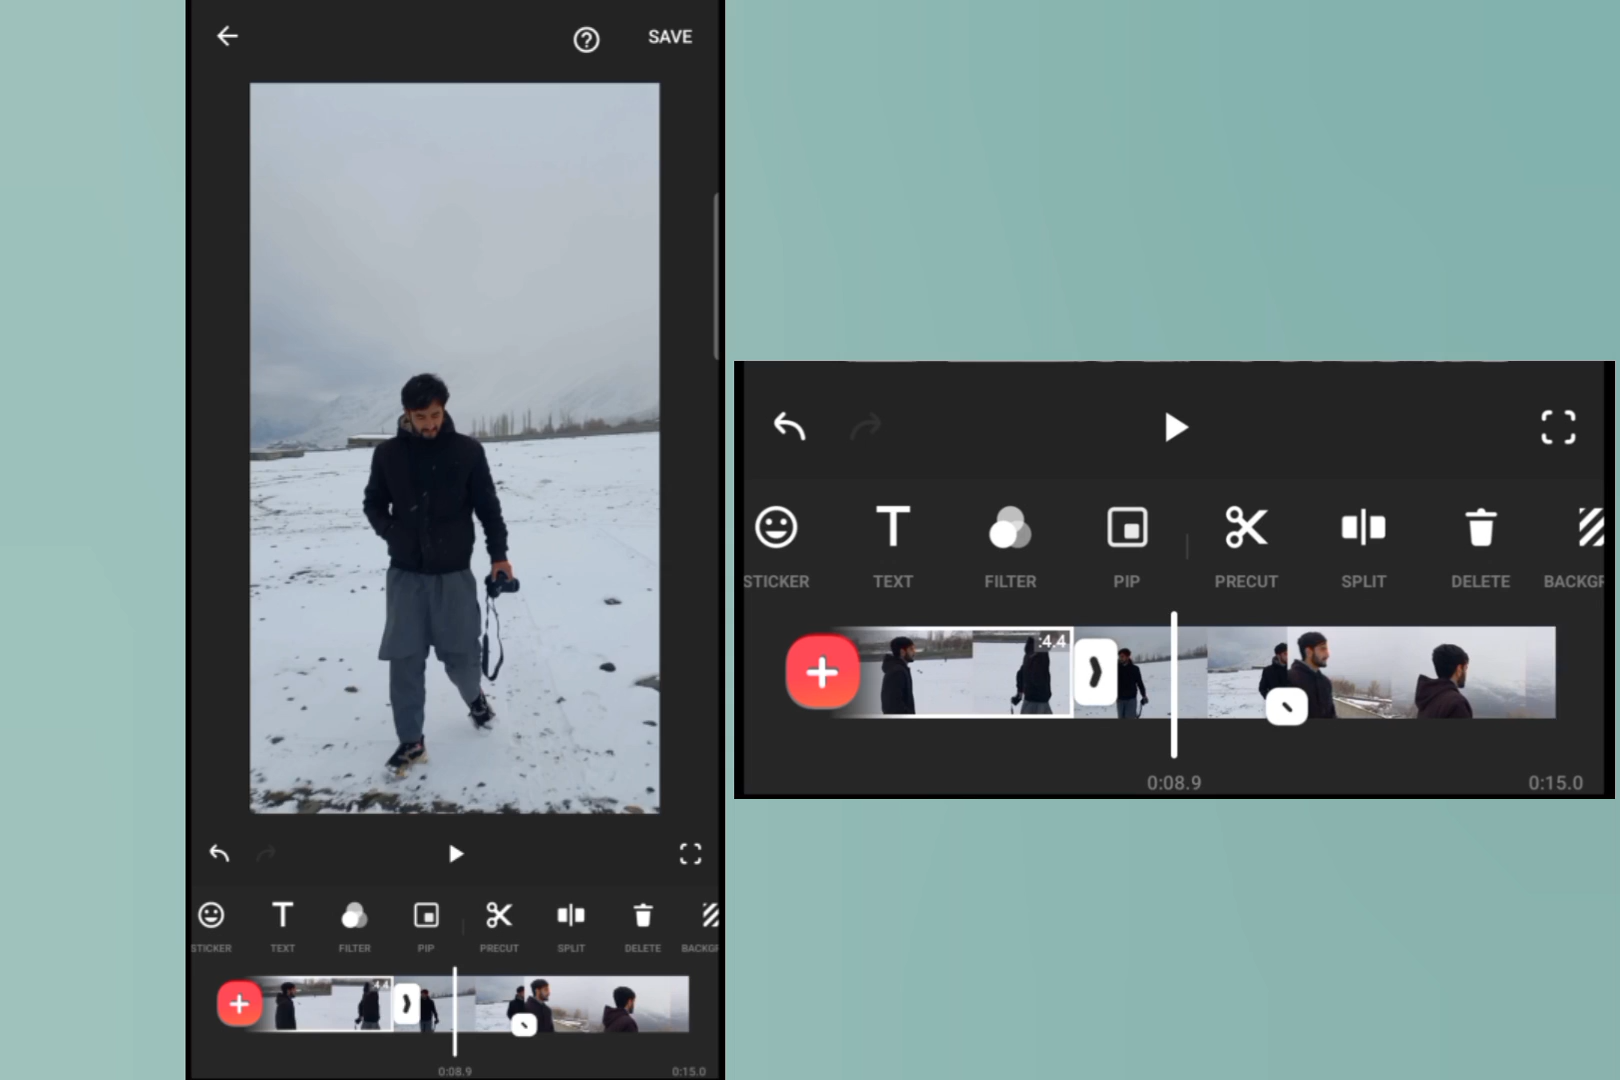 SAVE
STICKER TEXT FILTER PIP PRECUT SPLIT DELETE BACKGR
:4.4
0:08.9 0:15.0
STICKER TEXT FILTER PIP PRECUT SPLIT DELETE BACKGR
:4.4
0:08.9 0:15.0